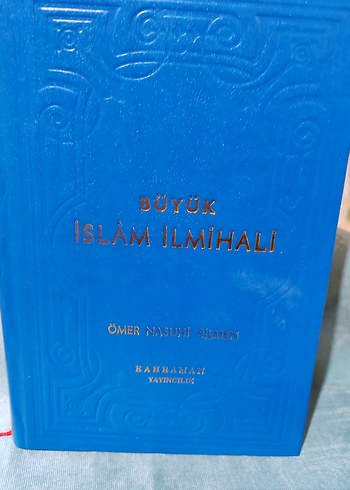 BÜYÜK
İSLÂM İLMİHALİ
ÖMER NASUHİ BİLMEN
KAHRAMAN
YAYINCILIK